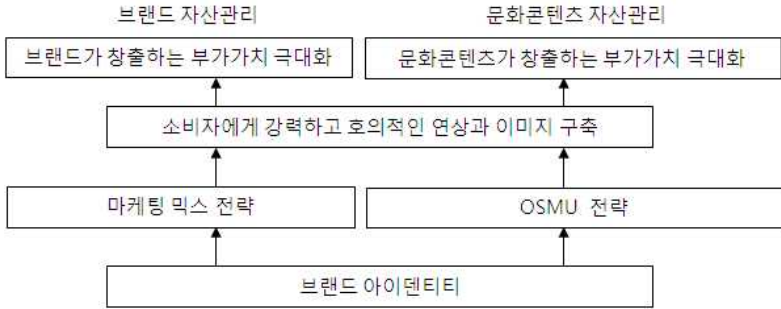 브랜드 자산관리
문화콘텐츠 자산관리
브랜드가 창출하는 부가가치 극대화
문화콘텐츠가 창출하는 부가가치 극대화
소비자에게 강력하고 호의적인 연상과 이미지 구축
마케팅 믹스 전략
OSMU 전략
브랜드 아이덴티티